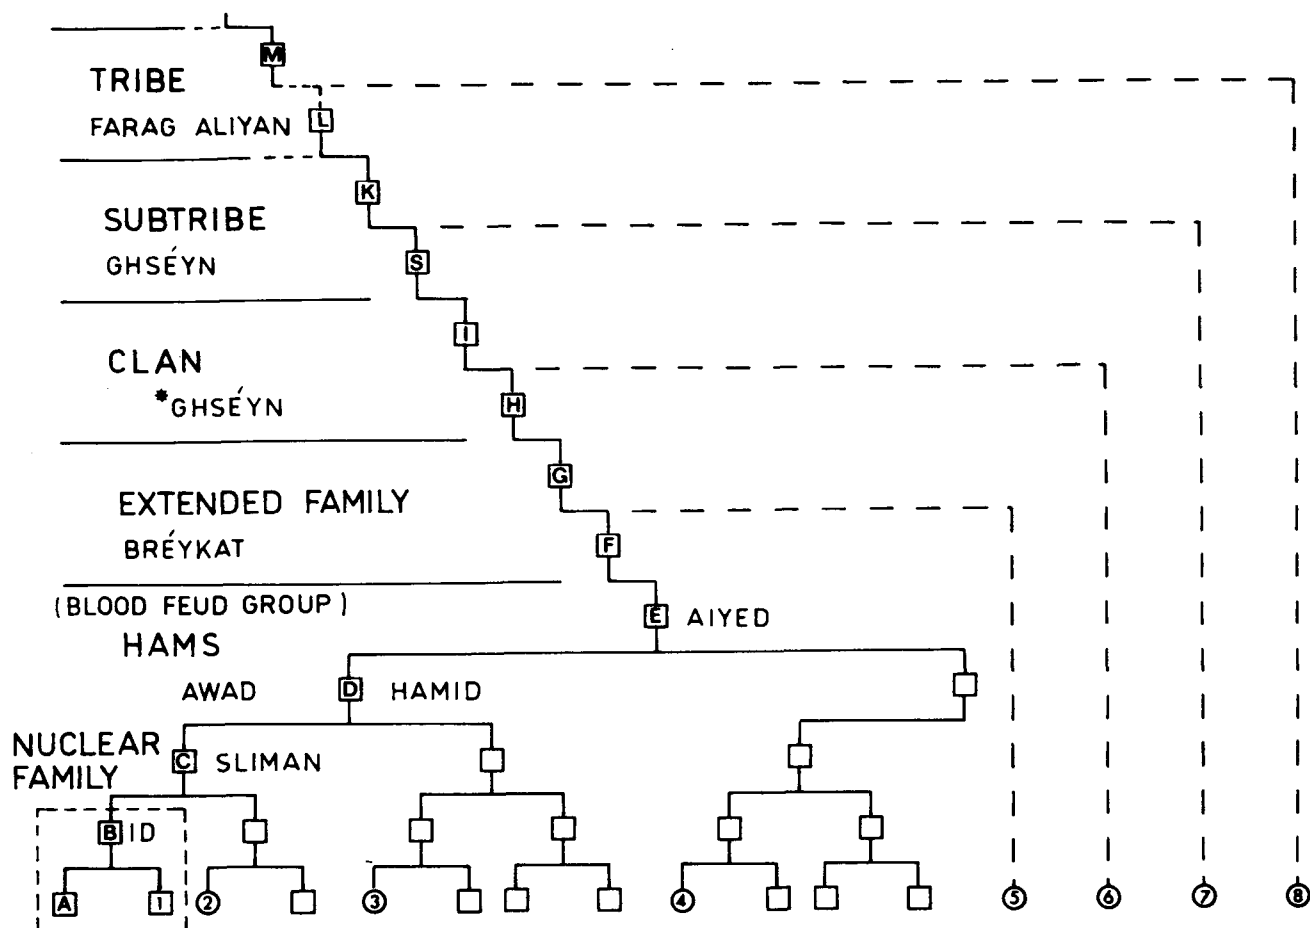 M
TRIBE
FARAG ALIYAN
L
K
SUBTRIBE
GHSÉYN
S
I
CLAN
*GHSÉYN
H
G
EXTENDED FAMILY
BRÉYKAT
F
(BLOOD FEUD GROUP)
E AIYED
HAMS
AWAD D HAMID
NUCLEAR
FAMILY
C SLIMAN
B ID
A 1 2 3 4 5 6 7 8